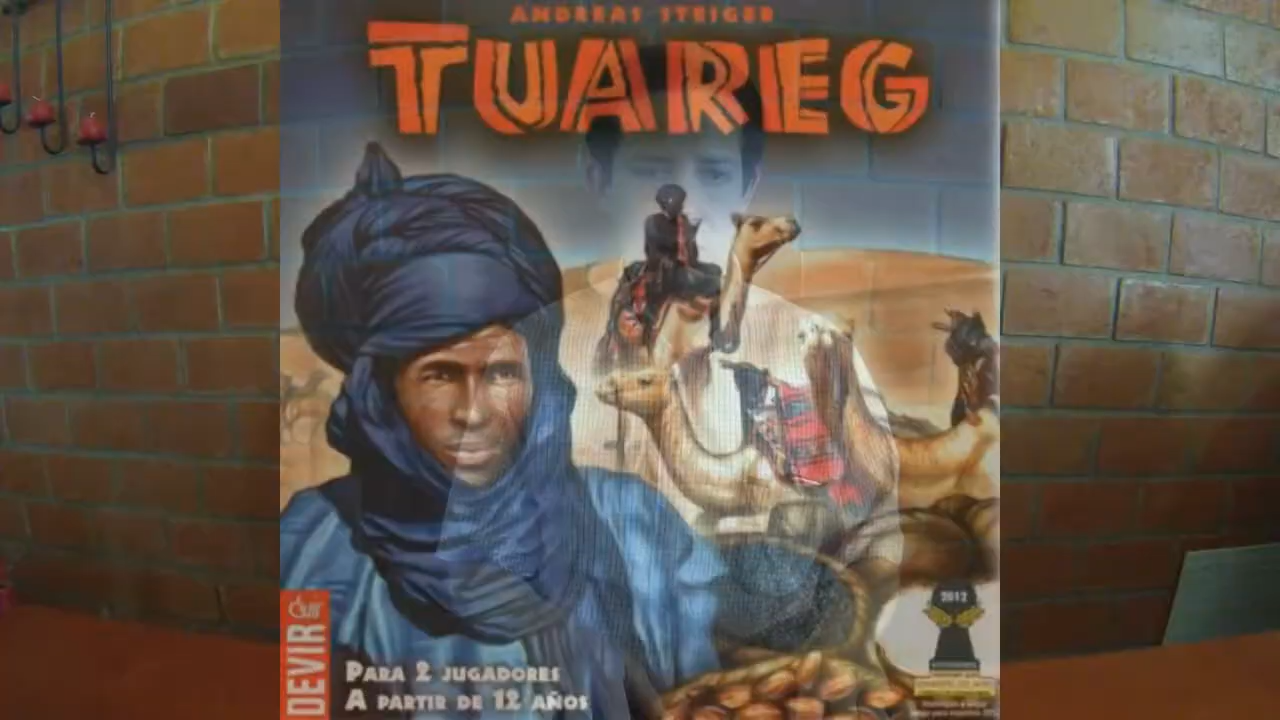 ANDREAS STEIGER
TUAREG
DEVIR
PARA 2 JUGADORES
A PARTIR DE 12 AÑOS
2012